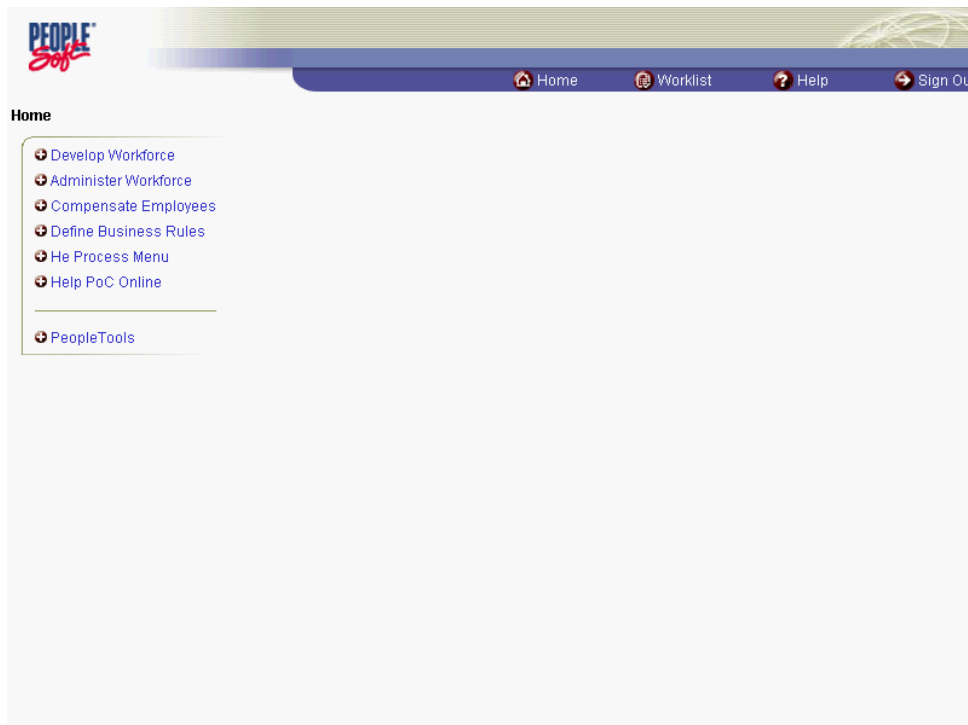 PEOPLE
Soft
Home Worklist Help Sign Ou
Home
Develop Workforce
Administer Workforce
Compensate Employees
Define Business Rules
He Process Menu
Help PoC Online
PeopleTools